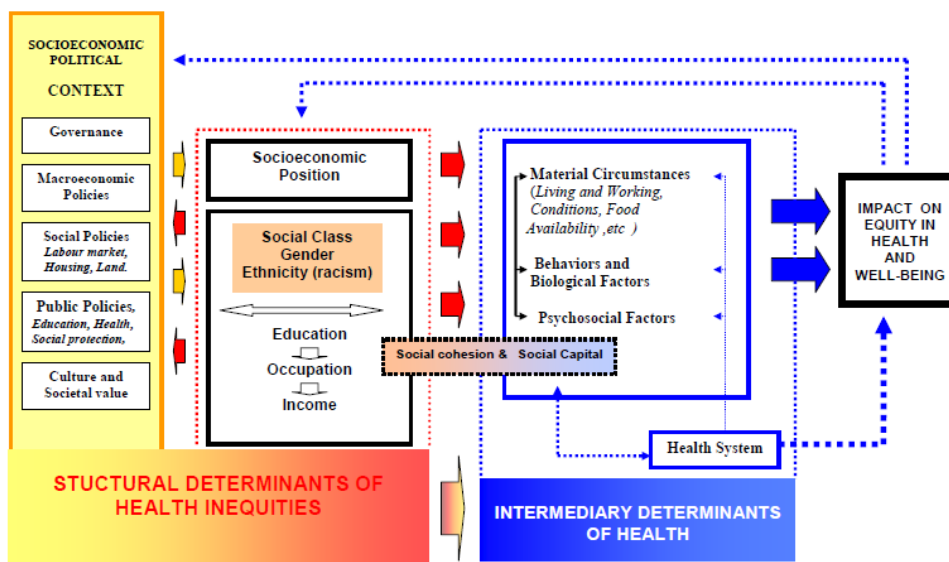 SOCIOECONOMIC
POLITICAL
CONTEXT
Governance
Macroeconomic
Policies
Social Policies
Labour market,
Housing, Land.
Public Policies,
Education, Health,
Social protection,
Culture and
Societal value
Socioeconomic
Position
Social Class
Gender
Ethnicity (racism)
Education
Occupation
Income
Social cohesion & Social Capital
Material Circumstances
(Living and Working,
Conditions, Food
Availability ,etc )
Behaviors and
Biological Factors
Psychosocial Factors
Health System
IMPACT ON
EQUITY IN
HEALTH
AND
WELL-BEING
STUCTURAL DETERMINANTS OF
HEALTH INEQUITIES
INTERMEDIARY DETERMINANTS
OF HEALTH